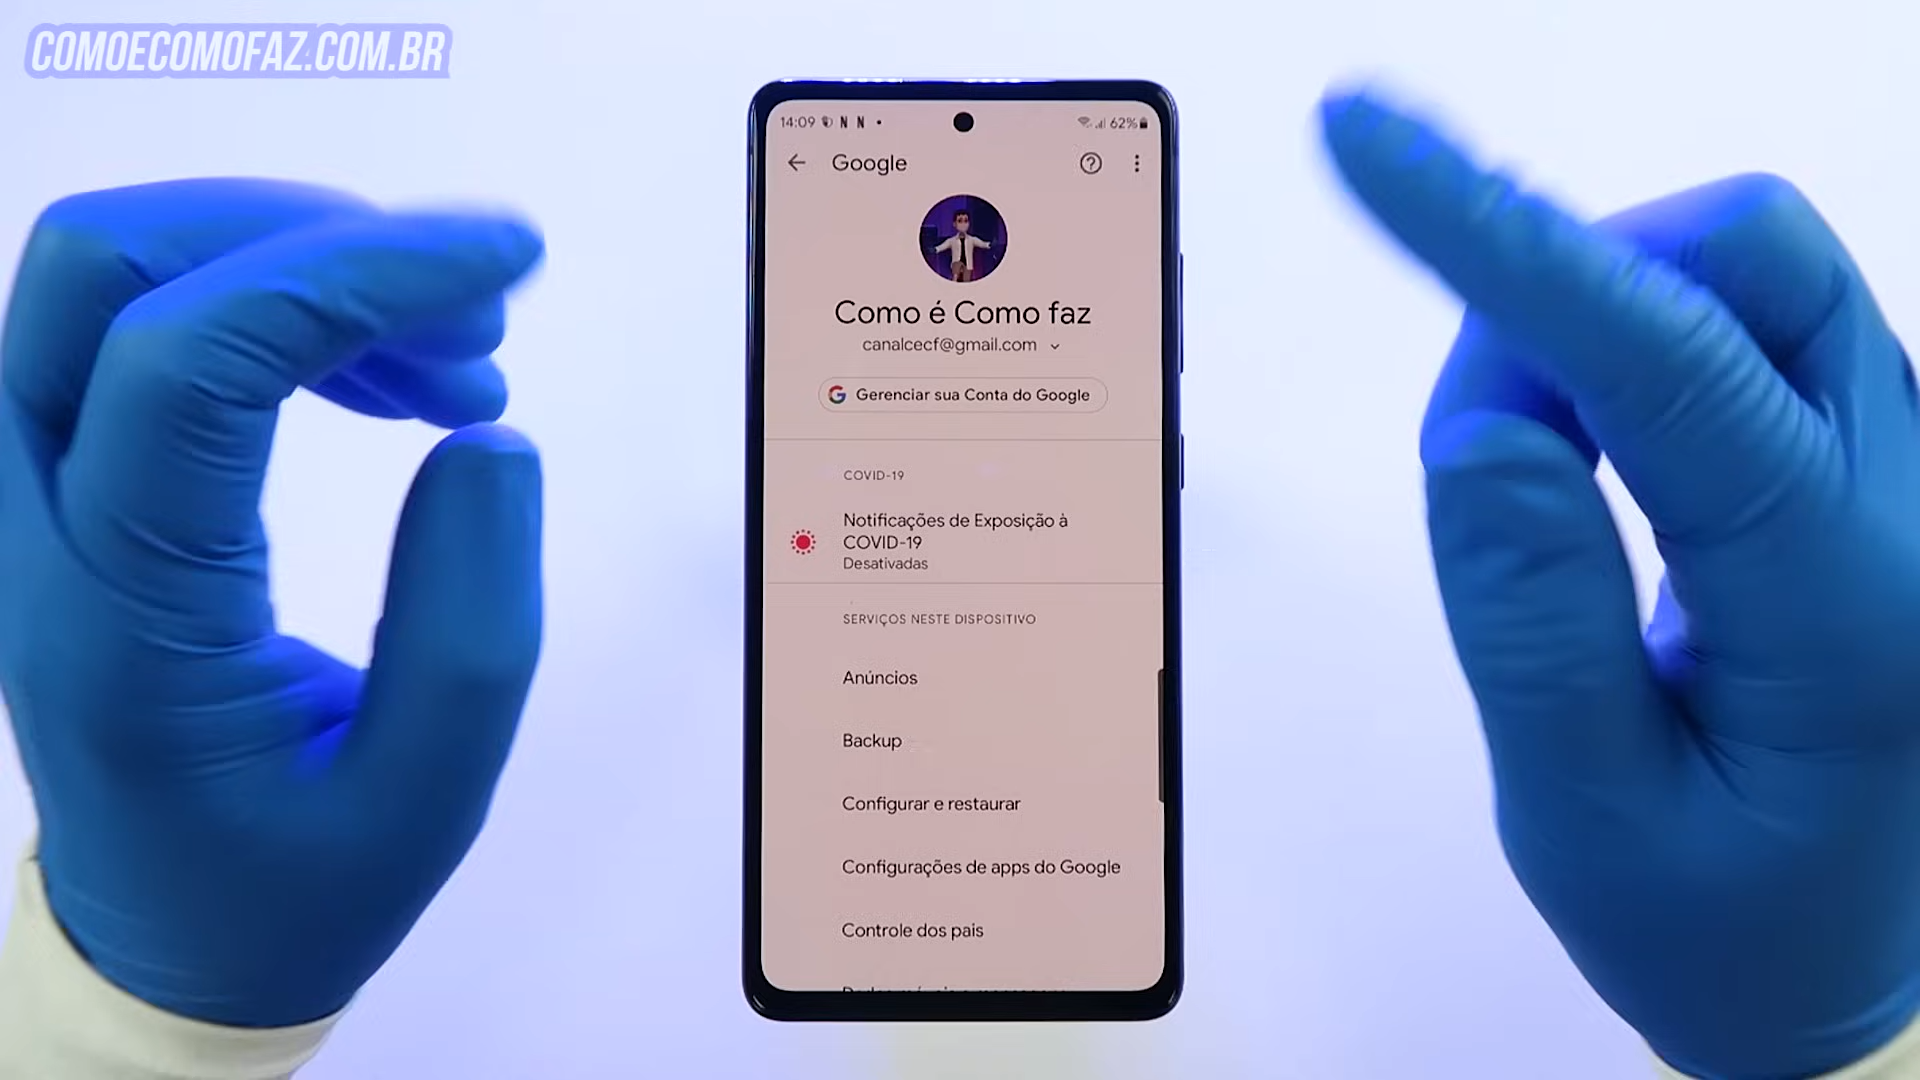 COMOECOMOFAZ.COM.BR
14:09 N N 62%
Google
Como é Como faz
canalcecf@gmail.com
Gerenciar sua Conta do Google
COVID-19
Notificações de Exposição à
COVID-19
Desativadas
SERVIÇOS NESTE DISPOSITIVO
Anúncios
Backup
Configurar e restaurar
Configurações de apps do Google
Controle dos pais